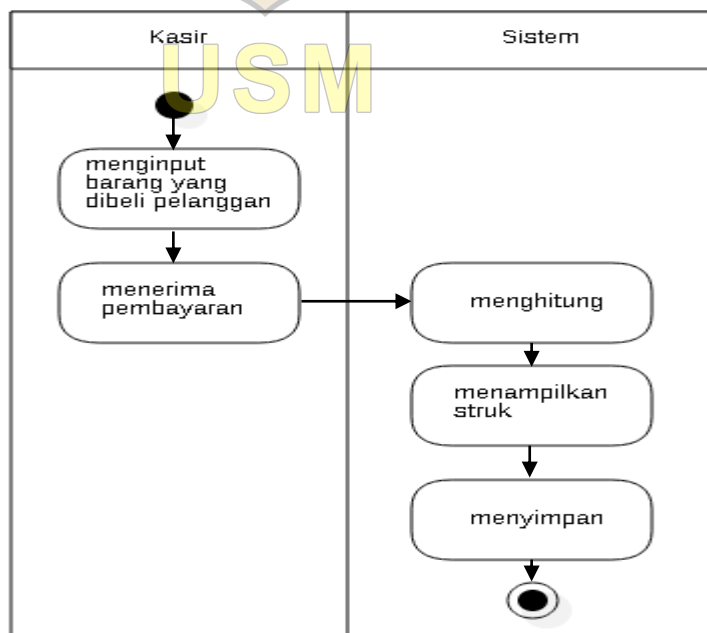 Kasir
Sistem
USM
menginput
barang yang
dibeli pelanggan
menerima
pembayaran
menghitung
menampilkan
struk
menyimpan